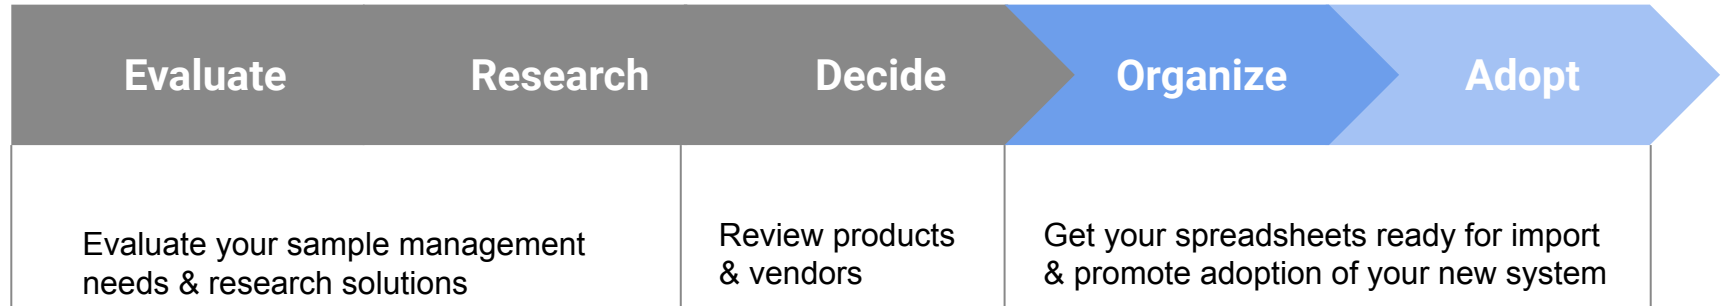 Evaluate Research Decide Organize Adopt
Evaluate your sample management
needs & research solutions
Review products
& vendors
Get your spreadsheets ready for import
& promote adoption of your new system